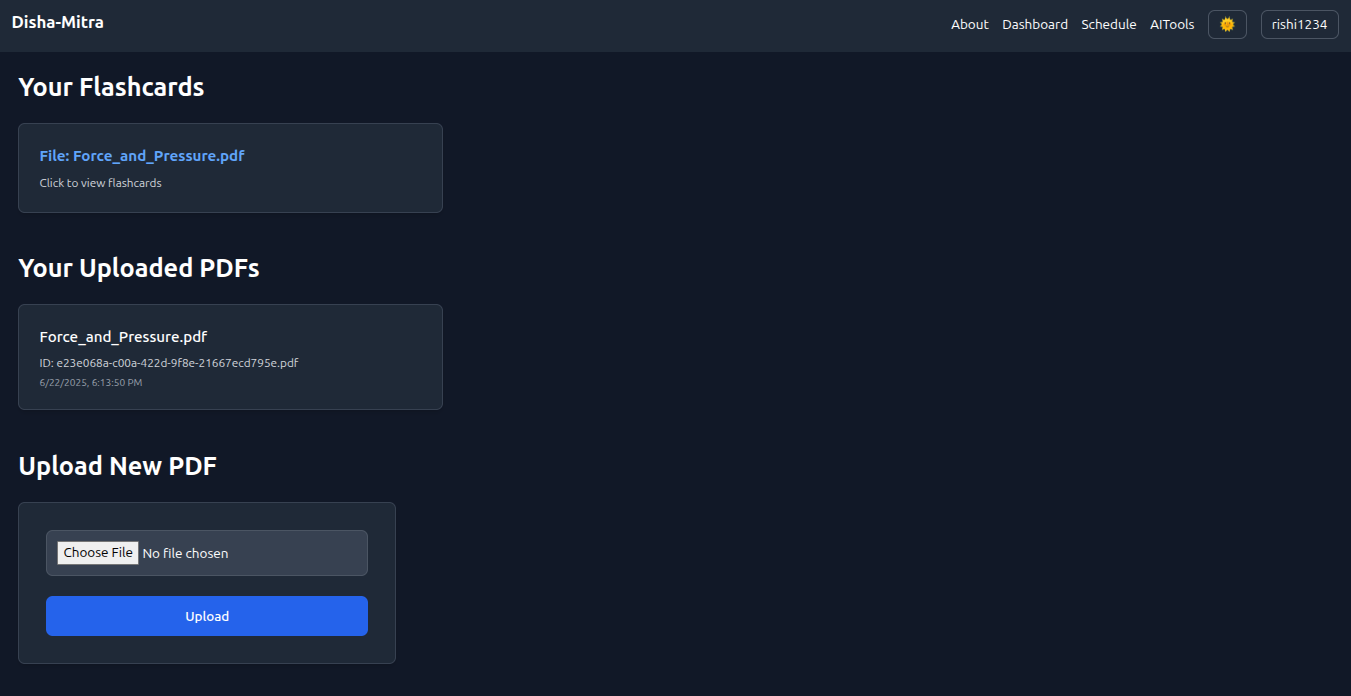 Disha-Mitra
About Dashboard Schedule AITools 🌞 rishi1234
Your Flashcards
File: Force_and_Pressure.pdf
Click to view flashcards
Your Uploaded PDFs
Force_and_Pressure.pdf
ID: e23e068a-c00a-422d-9f8e-21667ecd795e.pdf
6/22/2025, 6:13:50 PM
Upload New PDF
Choose File No file chosen
Upload